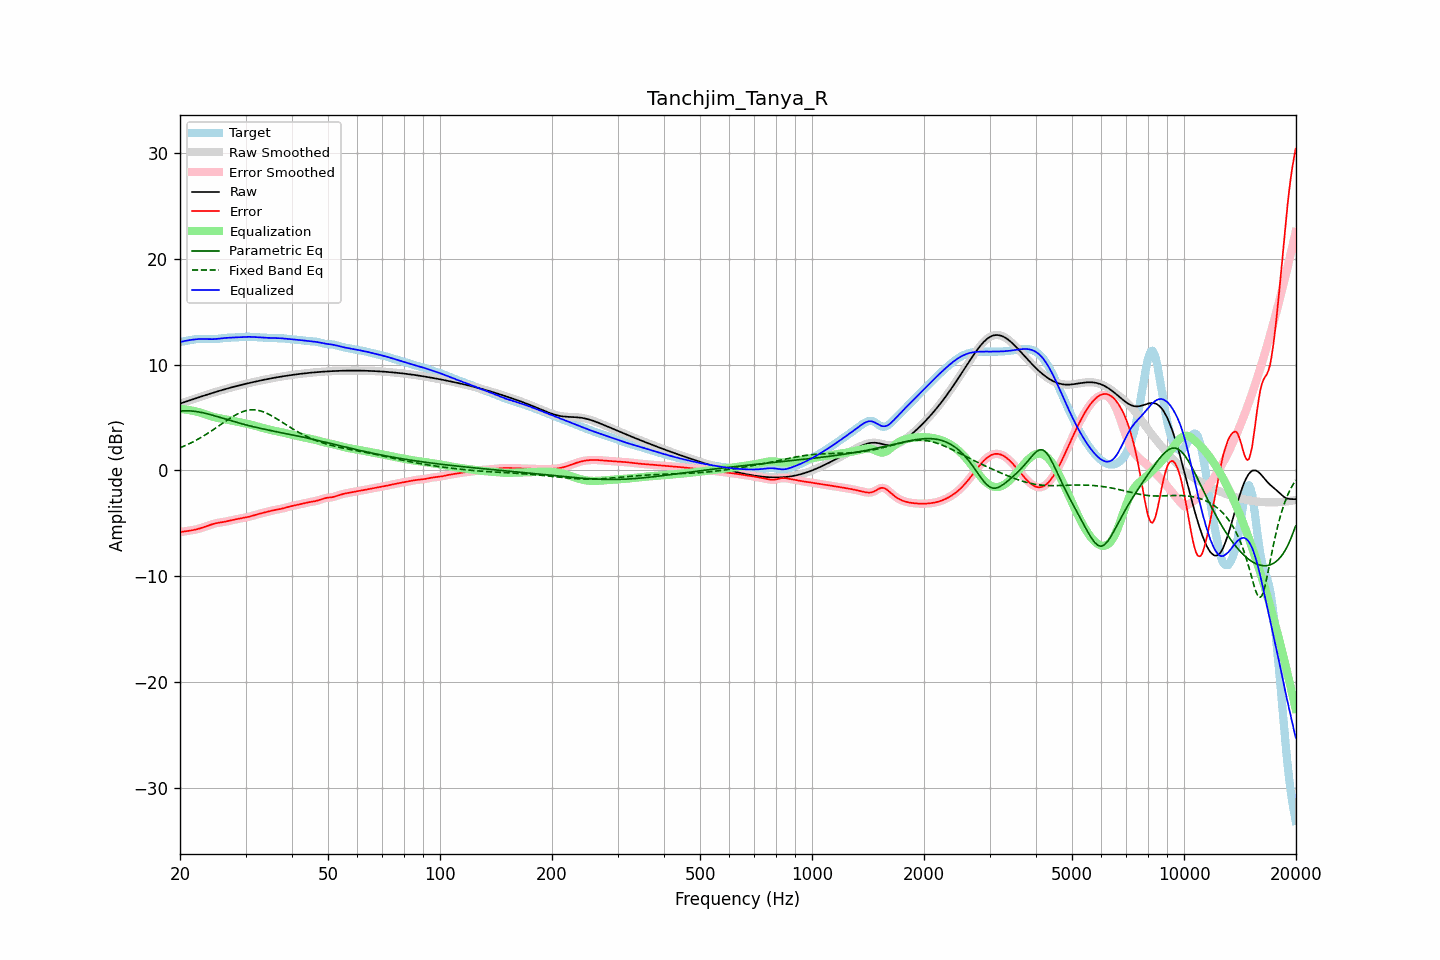 Tanchjim_Tanya_R
Target
Raw Smoothed
Error Smoothed
Raw
Error
Equalization
Parametric Eq
Fixed Band Eq
Equalized
30
20
10
0
−10
−20
−30
Amplitude (dBr)
20
50
100
200
500
1000
2000
5000
10000
20000
Frequency (Hz)